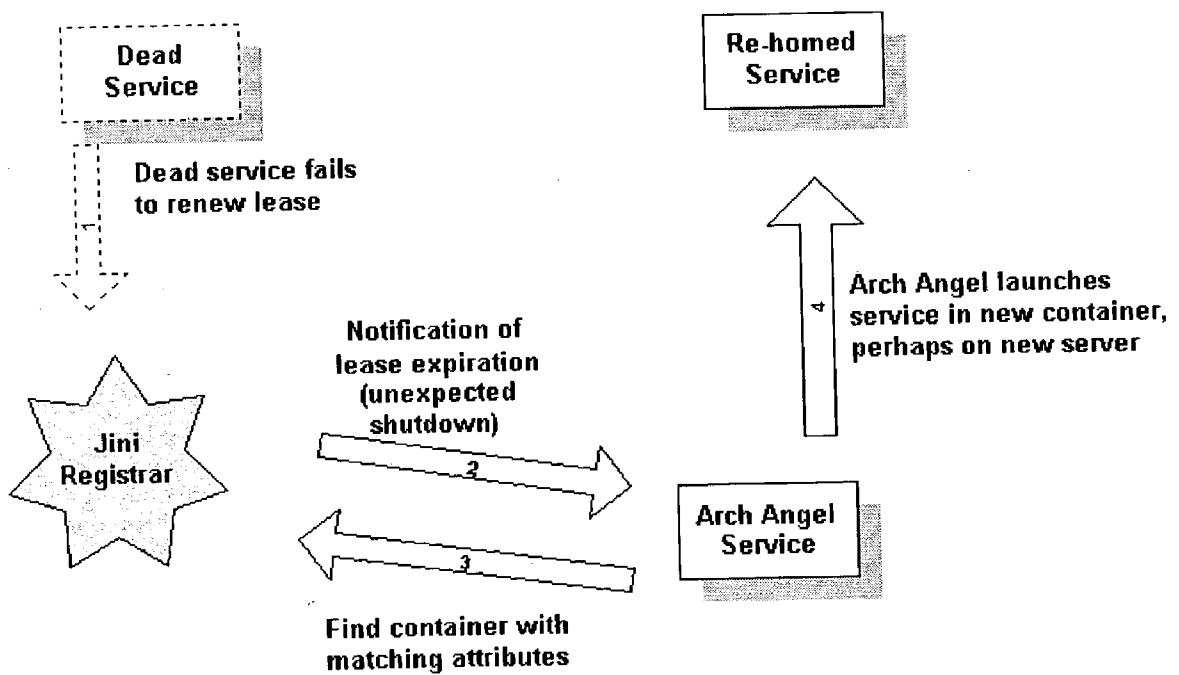 Dead
Service
Re-homed
Service
Dead service fails
to renew lease
1
Arch Angel launches
service in new container,
perhaps on new server
4
Notification of
lease expiration
(unexpected
shutdown)
Jini
Registrar
2
Arch Angel
Service
3
Find container with
matching attributes